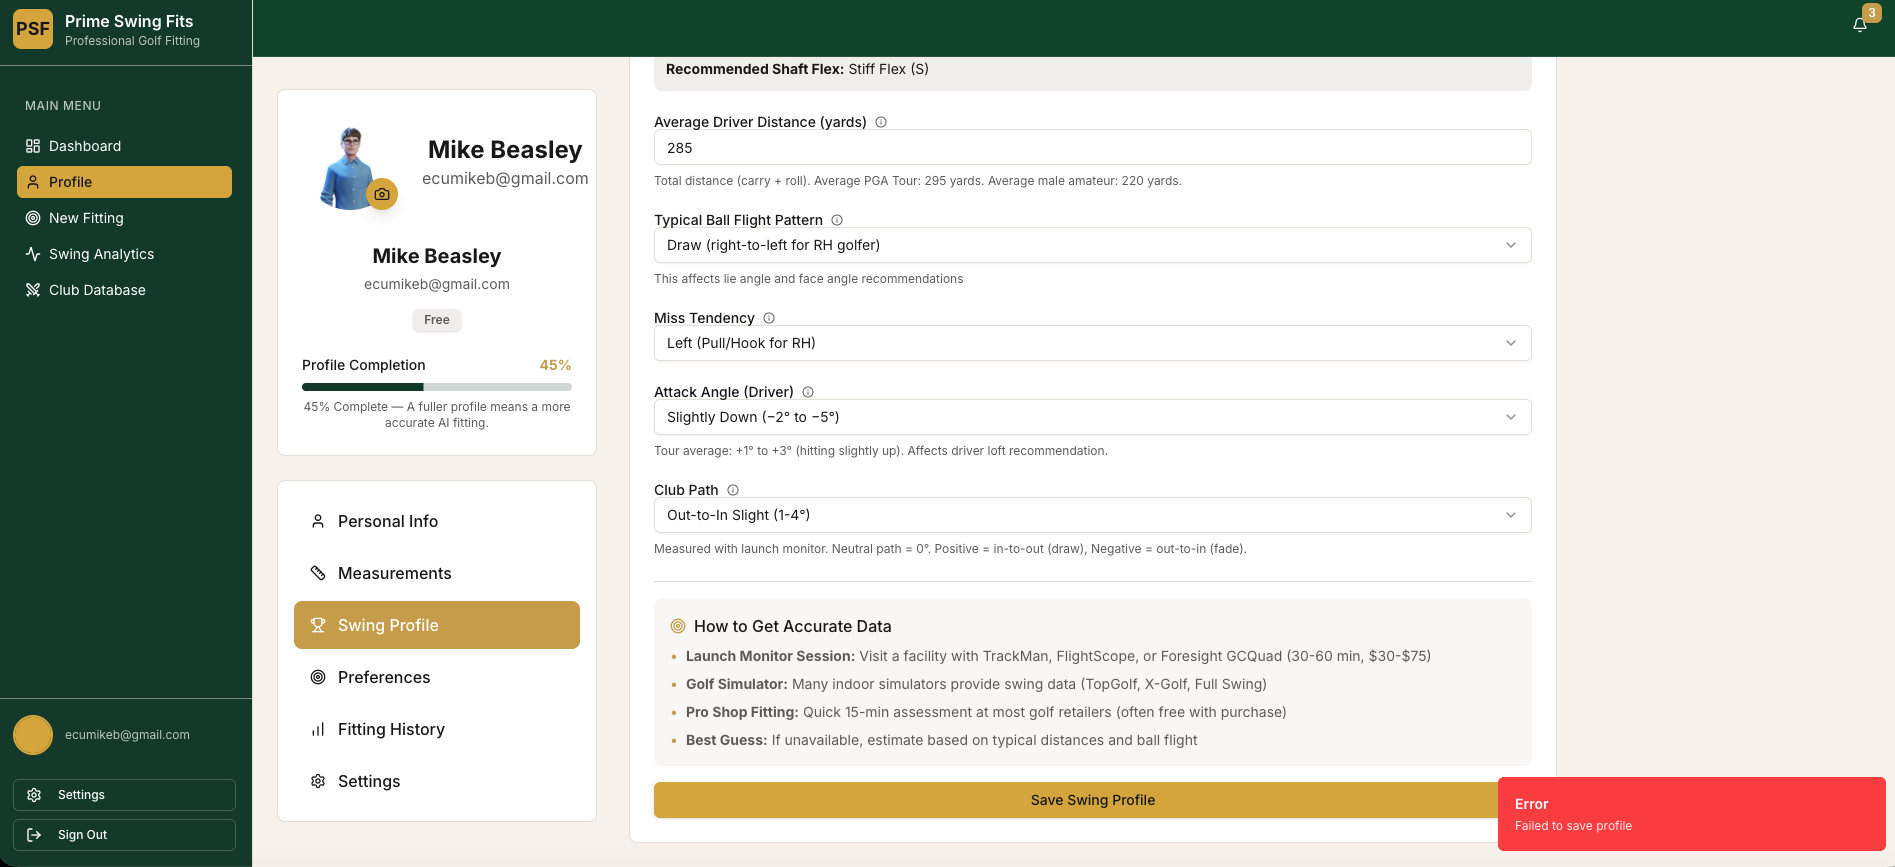 PSF
Prime Swing Fits
Professional Golf Fitting
3
MAIN MENU
Dashboard
Profile
New Fitting
Swing Analytics
Club Database
ecumikeb@gmail.com
Settings
Sign Out
Mike Beasley
ecumikeb@gmail.com
Mike Beasley
ecumikeb@gmail.com
Free
Profile Completion 45%
45% Complete — A fuller profile means a more
accurate AI fitting.
Personal Info
Measurements
Swing Profile
Preferences
Fitting History
Settings
Recommended Shaft Flex: Stiff Flex (S)
Average Driver Distance (yards)
285
Total distance (carry + roll). Average PGA Tour: 295 yards. Average male amateur: 220 yards.
Typical Ball Flight Pattern
Draw (right-to-left for RH golfer)
This affects lie angle and face angle recommendations
Miss Tendency
Left (Pull/Hook for RH)
Attack Angle (Driver)
Slightly Down (−2° to −5°)
Tour average: +1° to +3° (hitting slightly up). Affects driver loft recommendation.
Club Path
Out-to-In Slight (1-4°)
Measured with launch monitor. Neutral path = 0°. Positive = in-to-out (draw), Negative = out-to-in (fade).
How to Get Accurate Data
• Launch Monitor Session: Visit a facility with TrackMan, FlightScope, or Foresight GCQuad (30-60 min, $30-$75)
• Golf Simulator: Many indoor simulators provide swing data (TopGolf, X-Golf, Full Swing)
• Pro Shop Fitting: Quick 15-min assessment at most golf retailers (often free with purchase)
• Best Guess: If unavailable, estimate based on typical distances and ball flight
Save Swing Profile
Error
Failed to save profile